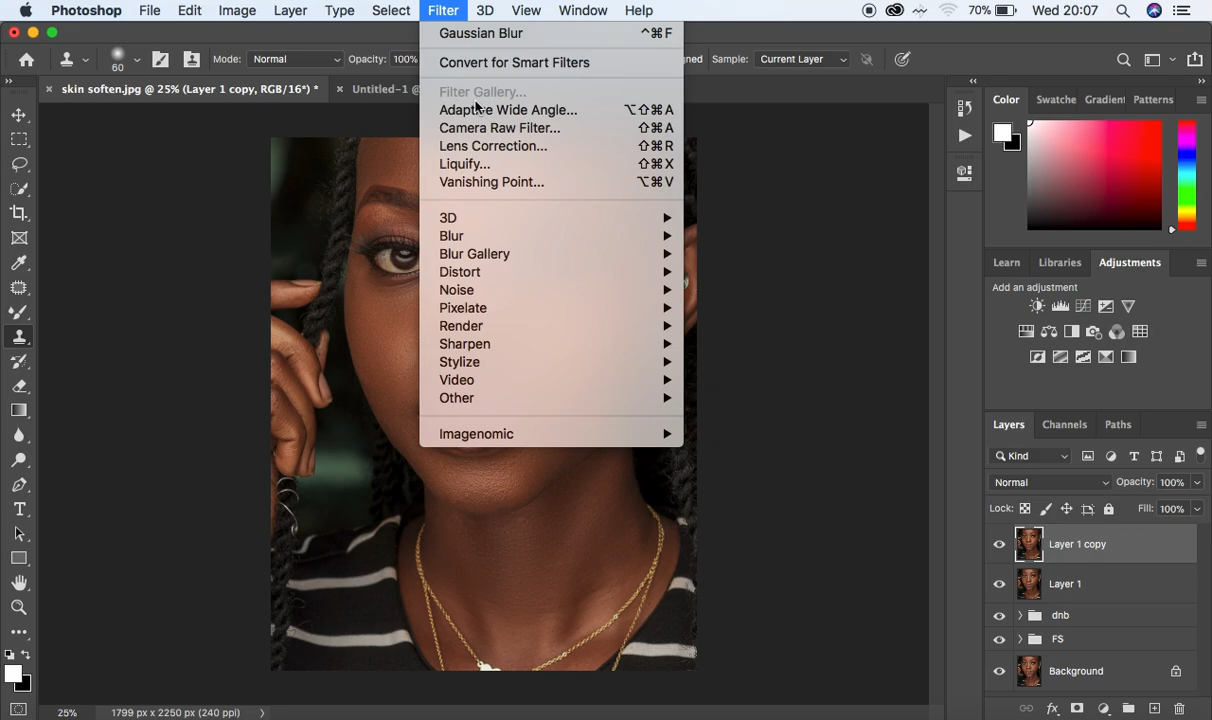 Photoshop File Edit Image Layer Type Select Filter 3D View Window Help 70% Wed 20:07
60 Mode: Normal Opacity: 100% ned Sample: Current Layer
skin soften.jpg @ 25% (Layer 1 copy, RGB/16*) * Untitled-1 @
Gaussian Blur ^⌘F
Convert for Smart Filters
Filter Gallery...
Adaptive Wide Angle... ⌥⇧⌘A
Camera Raw Filter... ⇧⌘A
Lens Correction... ⇧⌘R
Liquify... ⇧⌘X
Vanishing Point... ⌥⌘V
3D
Blur
Blur Gallery
Distort
Noise
Pixelate
Render
Sharpen
Stylize
Video
Other
Imagenomic
Color Swatche Gradient Patterns
Learn Libraries Adjustments
Add an adjustment
Layers Channels Paths
Kind
Normal Opacity: 100%
Lock: Fill: 100%
Layer 1 copy
Layer 1
dnb
FS
Background
25% 1799 px x 2250 px (240 ppi)